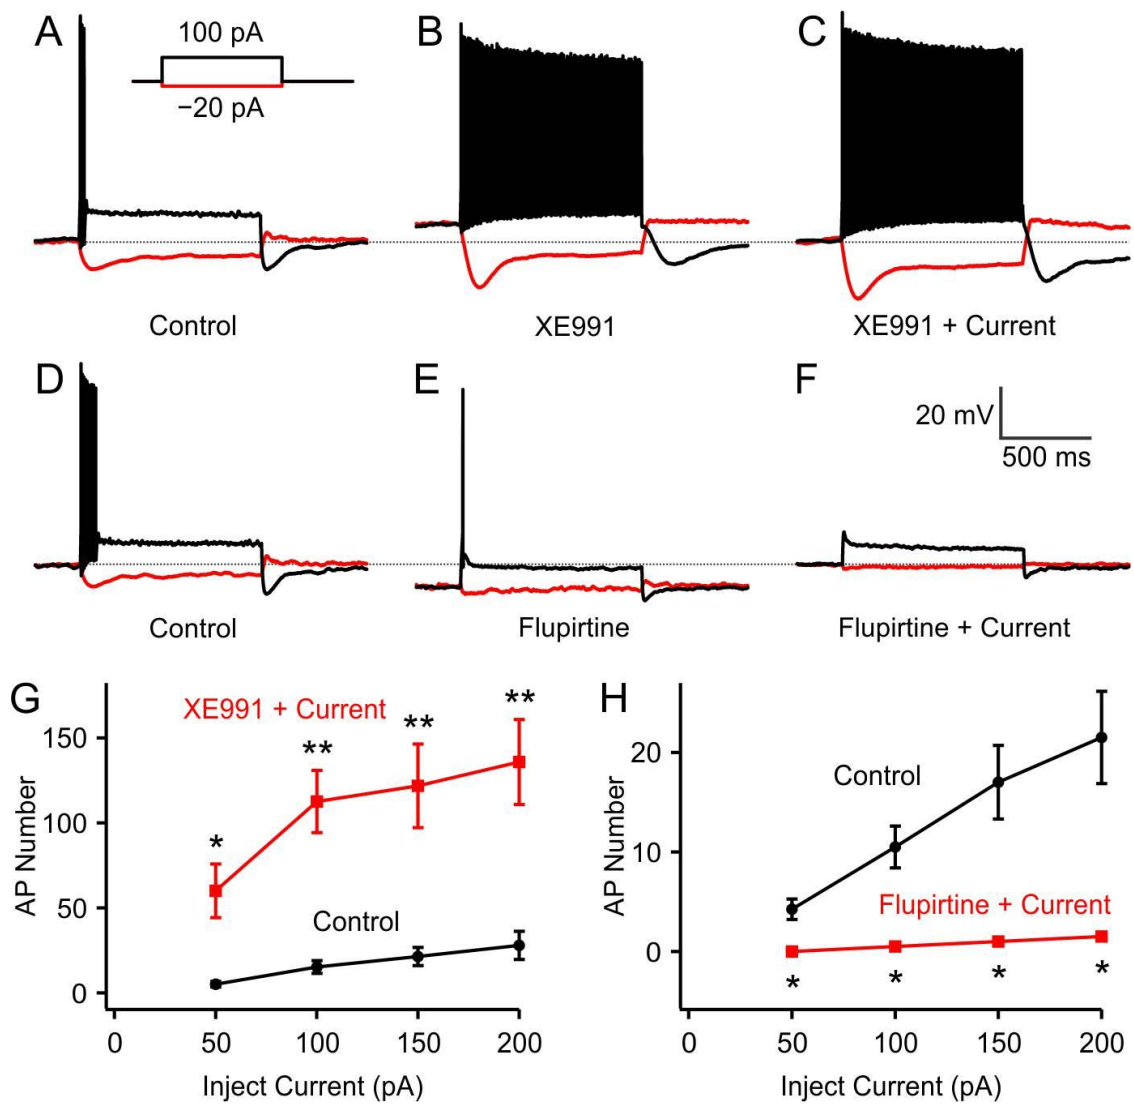 A
100 pA
−20 pA
Control
B
XE991
C
XE991 + Current
D
Control
E
Flupirtine
F
20 mV
500 ms
Flupirtine + Current
G
XE991 + Current
*
**
**
**
Control
AP Number
150
100
50
0
0
50
100
150
200
Inject Current (pA)
H
Control
Flupirtine + Current
*
*
*
*
AP Number
20
10
0
0
50
100
150
200
Inject Current (pA)